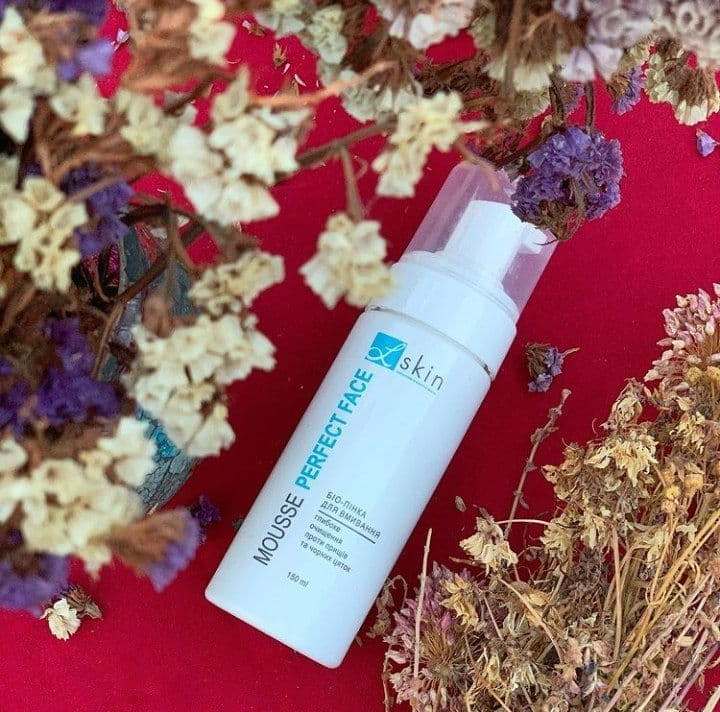 L skin
MOUSSE PERFECT FACE
БІО-ПІНКА
ДЛЯ ВМИВАННЯ
глибоке
очищення
проти прищів
та чорних цяток
150 ml